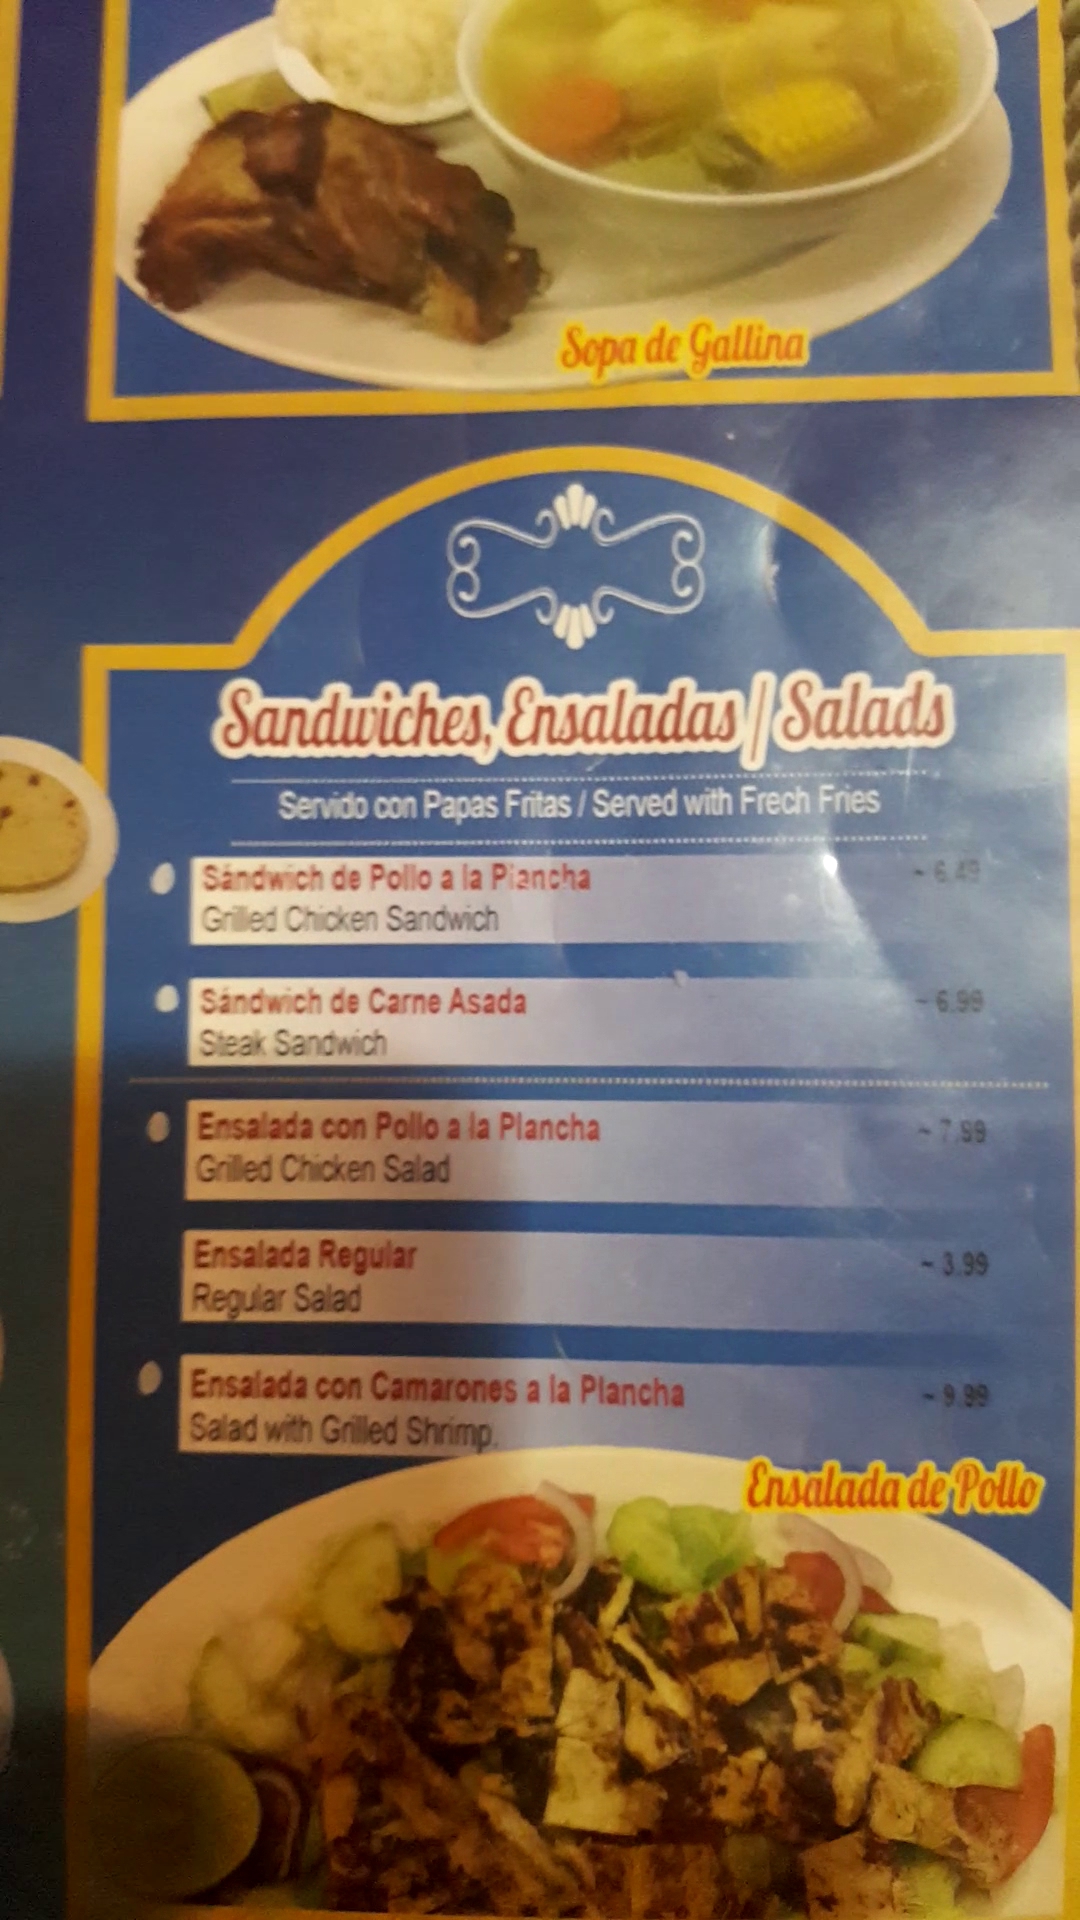 Sopa de Gallina
Sandwiches, Ensaladas / Salads
Servido con Papas Fritas / Served with Frech Fries
Sándwich de Pollo a la Plancha ~ 6.49
Grilled Chicken Sandwich
Sándwich de Carne Asada ~ 6.99
Steak Sandwich
Ensalada con Pollo a la Plancha ~ 7.99
Grilled Chicken Salad
Ensalada Regular ~ 3.99
Regular Salad
Ensalada con Camarones a la Plancha ~ 9.99
Salad with Grilled Shrimp.
Ensalada de Pollo